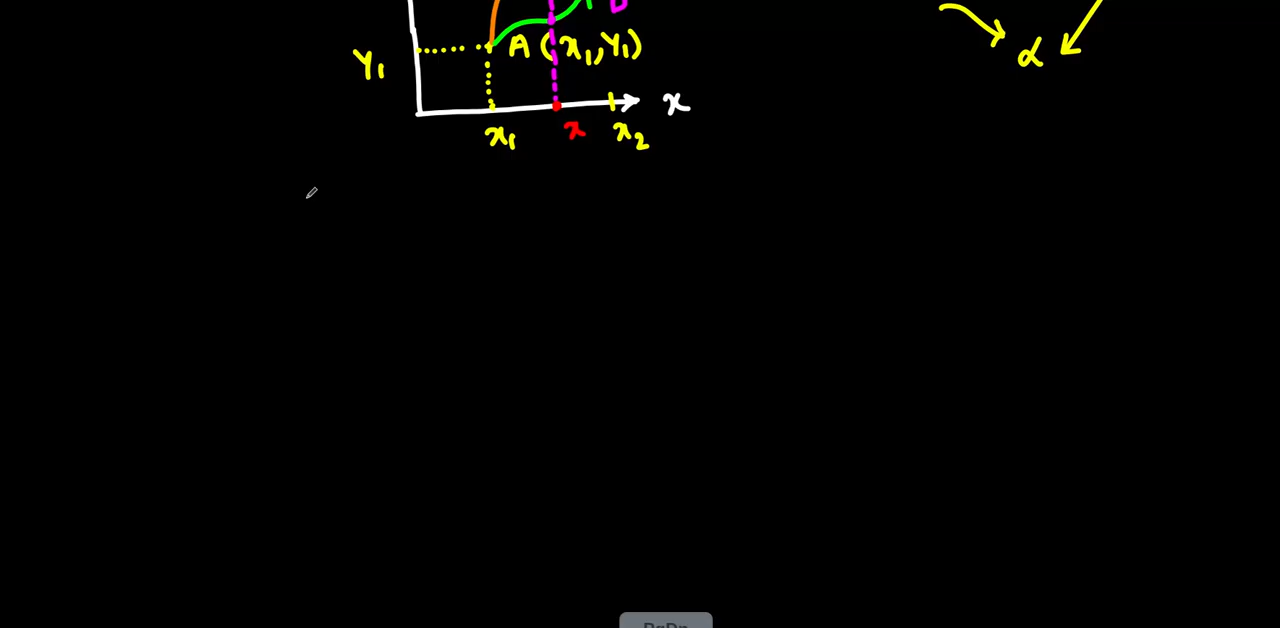 A (x₁, Y₁)
Y₁
α
x
x₁ x x₂